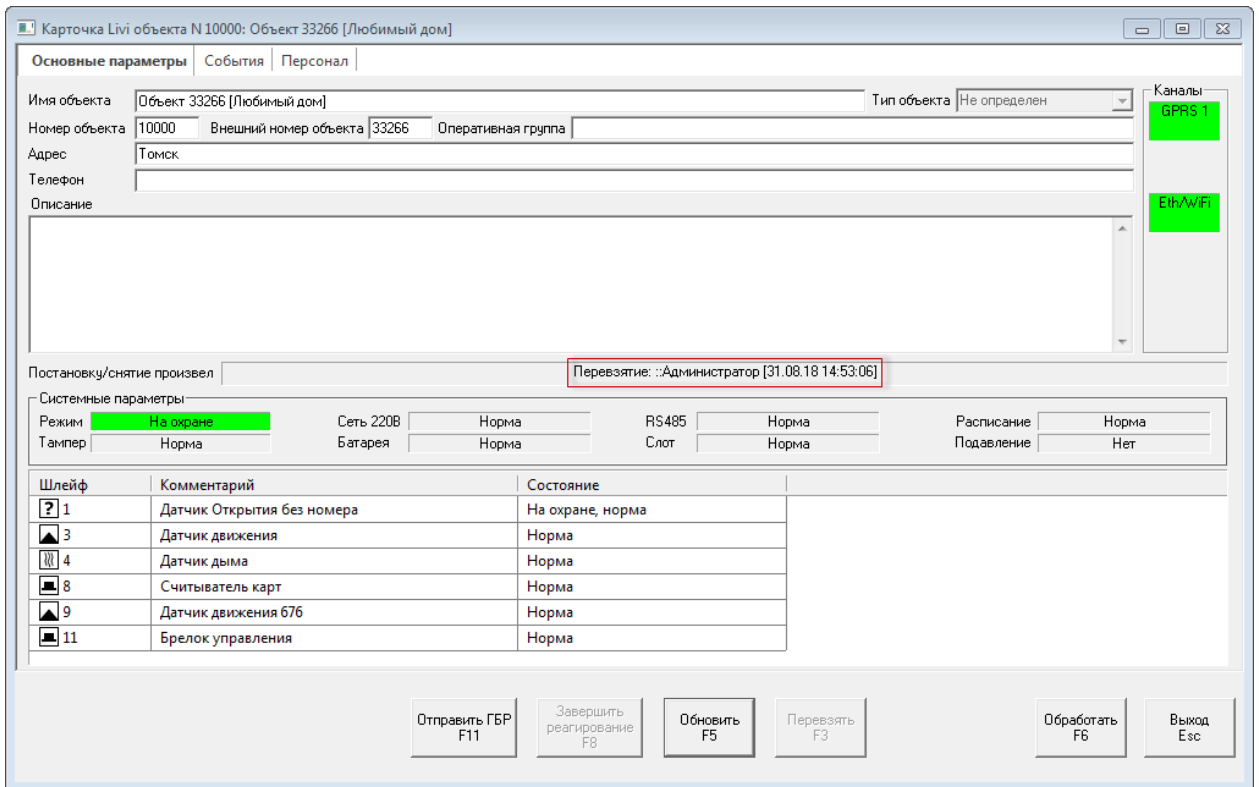 Карточка Livi объекта N 10000: Объект 33266 [Любимый дом]
Основные параметры События Персонал
Имя объекта Объект 33266 [Любимый дом] Тип объекта Не определен
Каналы
GPRS 1
Номер объекта 10000 Внешний номер объекта 33266 Оперативная группа
Адрес Томск
Телефон
Описание
Eth/WiFi
Постановку/снятие произвел Перевзятие: ::Администратор [31.08.18 14:53:06]
Системные параметры
Режим На охране Сеть 220В Норма RS485 Норма Расписание Норма
Тампер Норма Батарея Норма Слот Норма Подавление Нет
Шлейф Комментарий Состояние
? 1 Датчик Открытия без номера На охране, норма
3 Датчик движения Норма
4 Датчик дыма Норма
8 Считыватель карт Норма
9 Датчик движения 676 Норма
11 Брелок управления Норма
Отправить ГБР F11
Завершить реагирование F8
Обновить F5
Перевзять F3
Обработать F6
Выход Esc